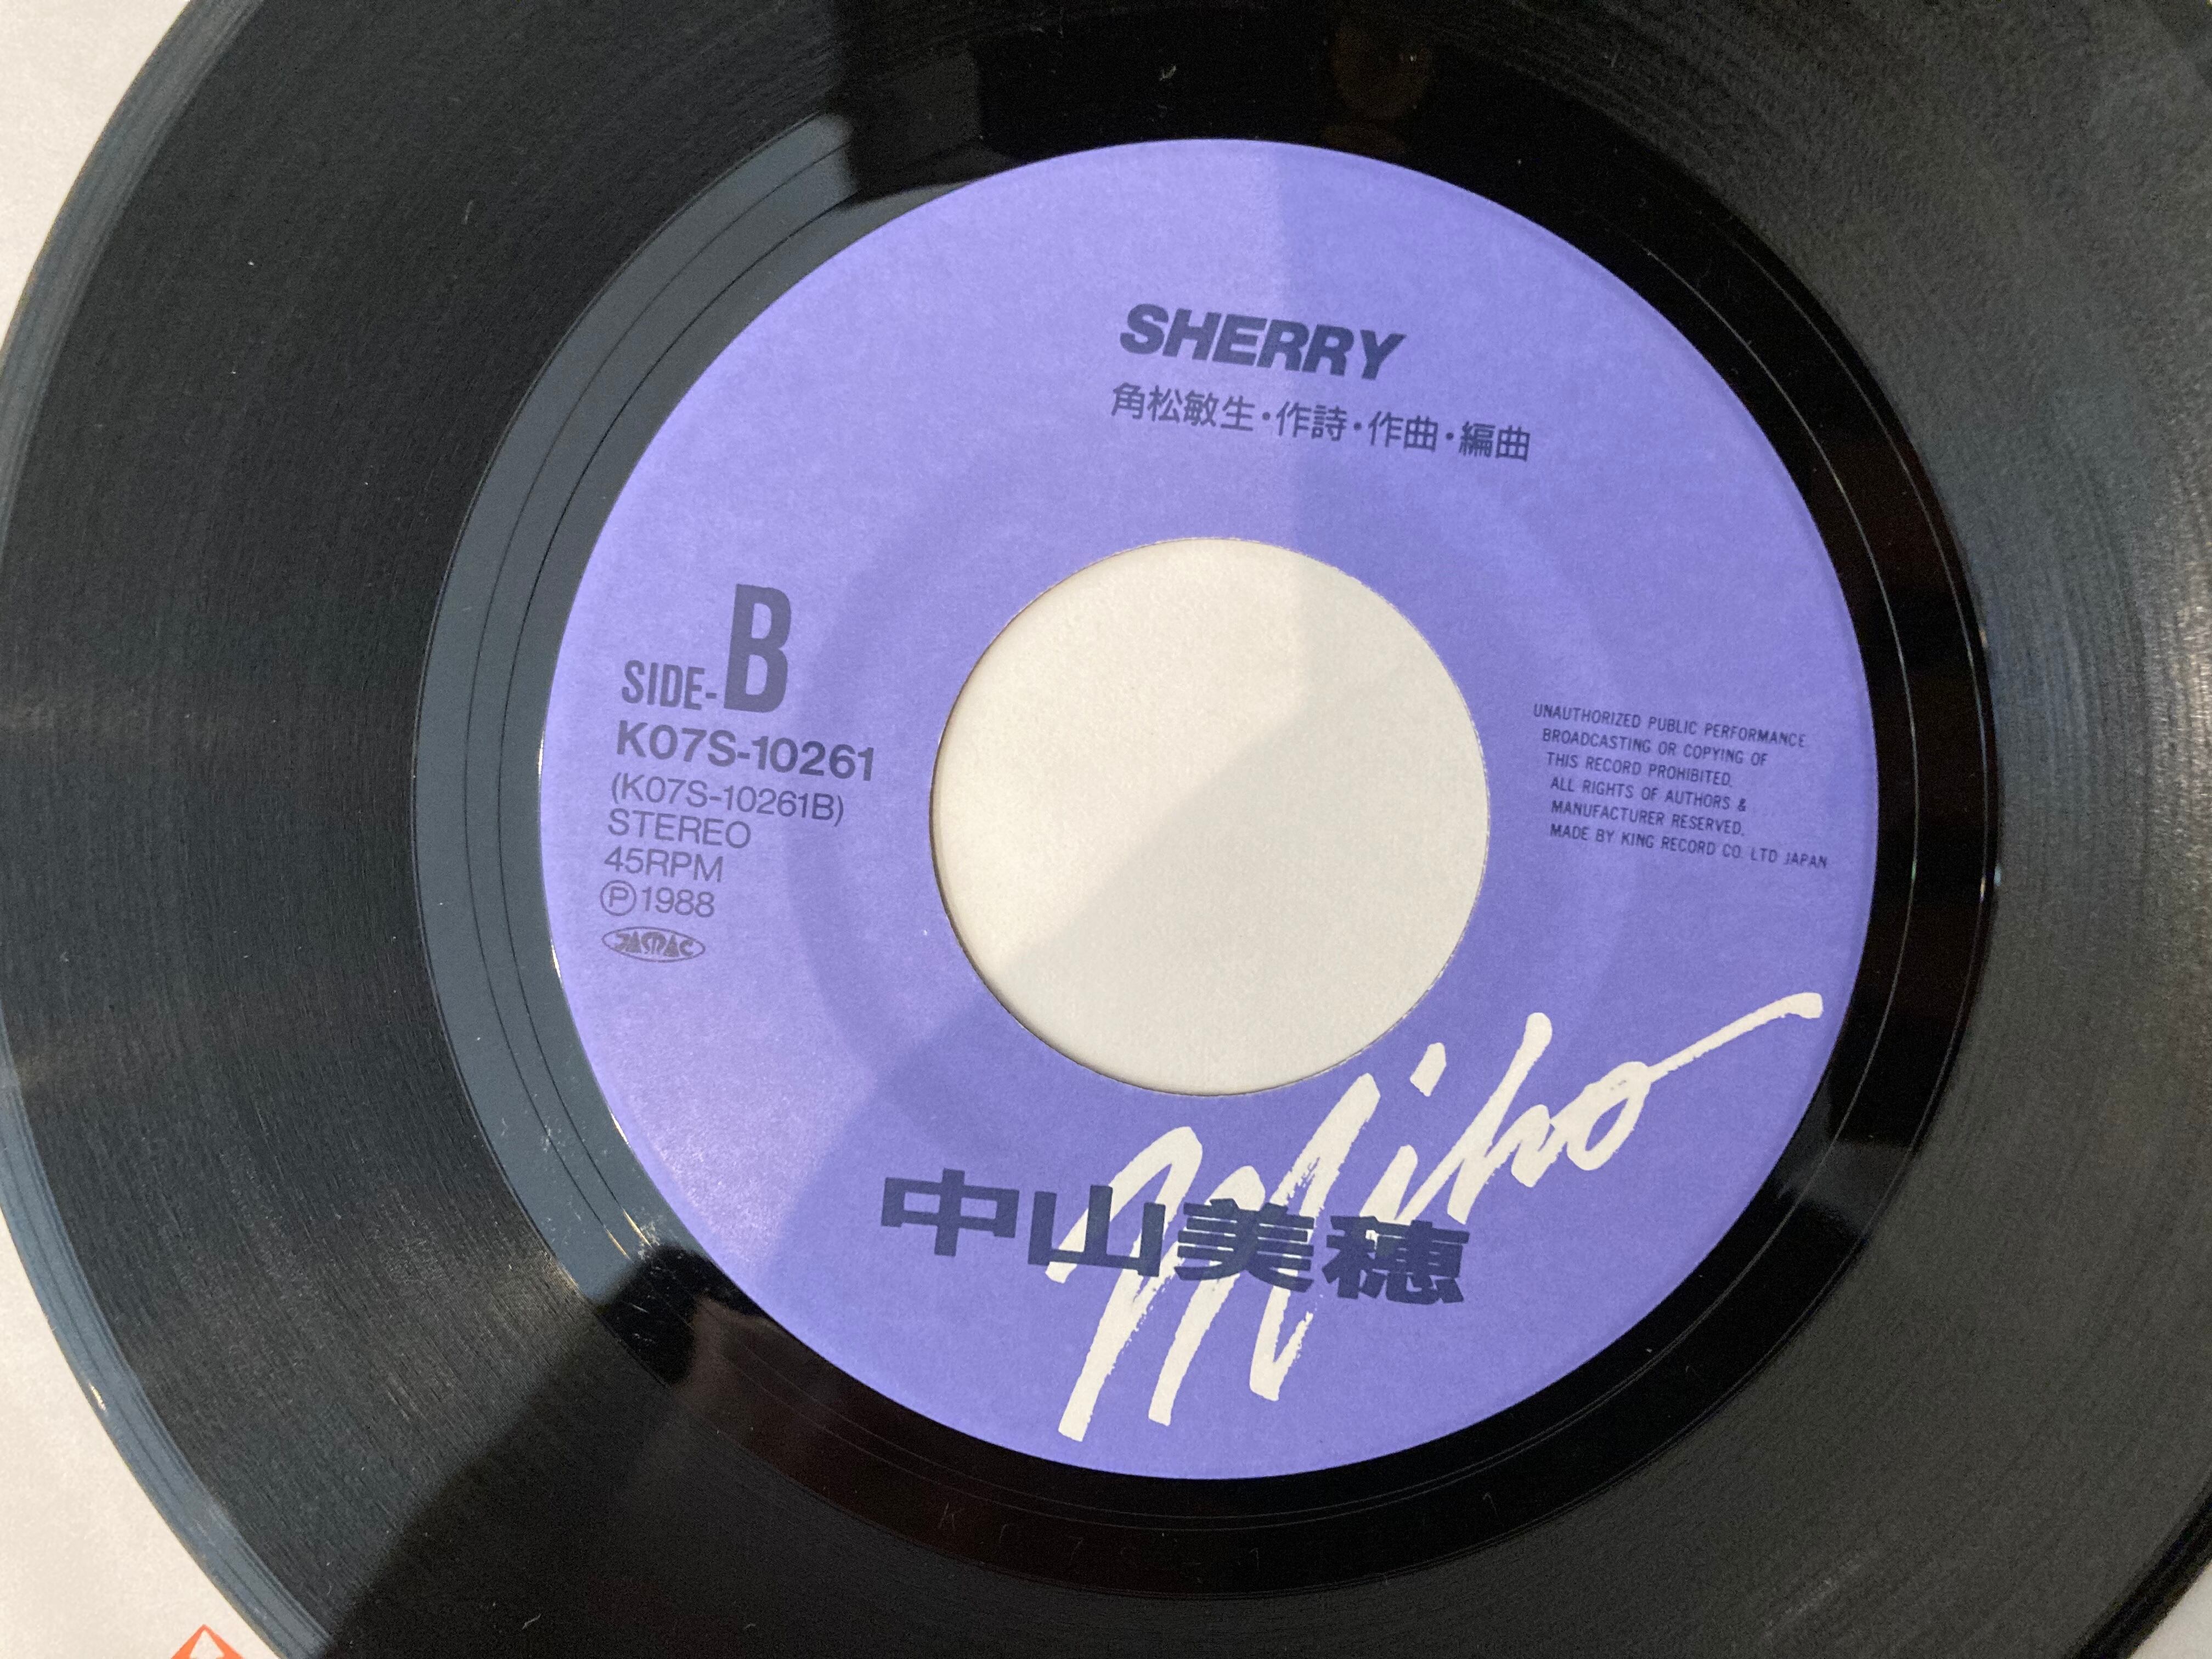 SHERRY
角松敏生・作詩・作曲・編曲
SIDE-B
K07S-10261
(K07S-10261B)
STEREO
45RPM
Ⓟ1988
JASRAC
UNAUTHORIZED PUBLIC PERFORMANCE
BROADCASTING OR COPYING OF
THIS RECORD PROHIBITED.
ALL RIGHTS OF AUTHORS &
MANUFACTURER RESERVED.
MADE BY KING RECORD CO. LTD JAPAN
Miho
中山美穂